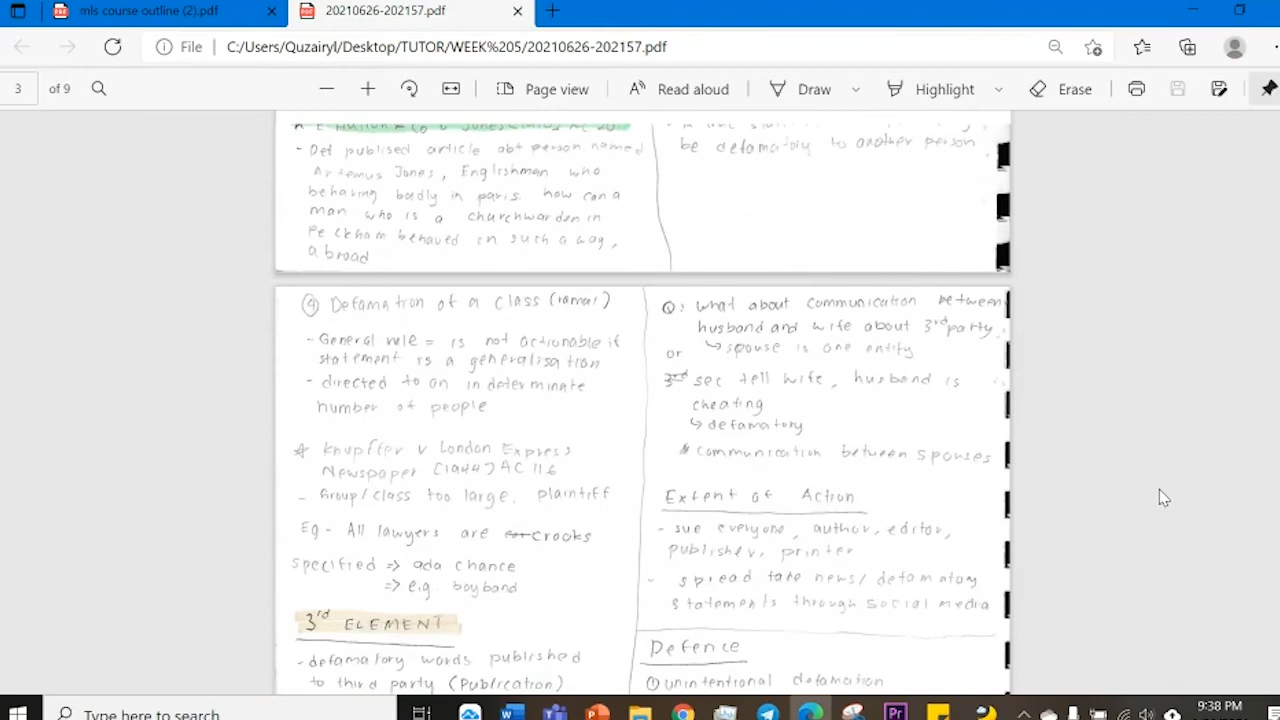 mls course outline (2).pdf
20210626-202157.pdf
File
C:/Users/Quzairyl/Desktop/TUTOR/WEEK%205/20210626-202157.pdf
3 of 9
Page view
Read aloud
Draw
Highlight
Erase
- Def publised article abt person named
Artemus Jones, Englishman who
behaving badly in paris. how can a
man who is a churchwarden in
Peckham behaved in such a way,
abroad
be defamatory to another person
④ Defamation of a class (ramai)
- General rule = is not actionable if
statement is a generalisation
- directed to an indeterminate
number of people
* Knupffer v London Express
Newspaper [1944] AC 116
- Group/class too large. plaintiff
Eg - All lawyers are crooks
specified => ada chance
=> e.g. boyband
3rd ELEMENT
- defamatory words published
to third party (Publication)
Q: what about communication between
husband and wife about 3rd party.
↳ spouse is one entity
or
sec tell wife, husband is
cheating
↳ defamatory
* communication between spouses
Extent of Action
- sue everyone, author, editor,
publisher, printer
- spread fake news/ defamatory
statements through social media
Defence
① unintentional defamation
Type here to search
9:38 PM